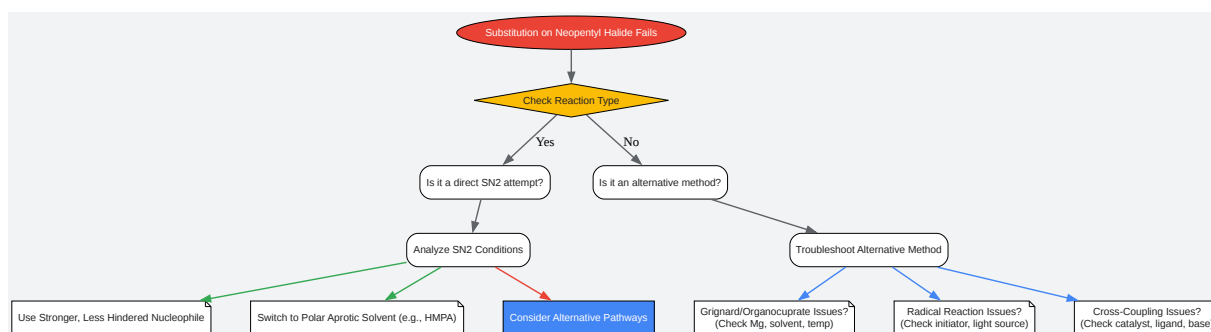 Substitution on Neopentyl Halide Fails
Check Reaction Type
Yes
No
Is it a direct SN2 attempt?
Is it an alternative method?
Analyze SN2 Conditions
Troubleshoot Alternative Method
Use Stronger, Less Hindered Nucleophile
Switch to Polar Aprotic Solvent (e.g., HMPA)
Consider Alternative Pathways
Grignard/Organocuprate Issues?
(Check Mg, solvent, temp)
Radical Reaction Issues?
(Check initiator, light source)
Cross-Coupling Issues?
(Check catalyst, ligand, base)